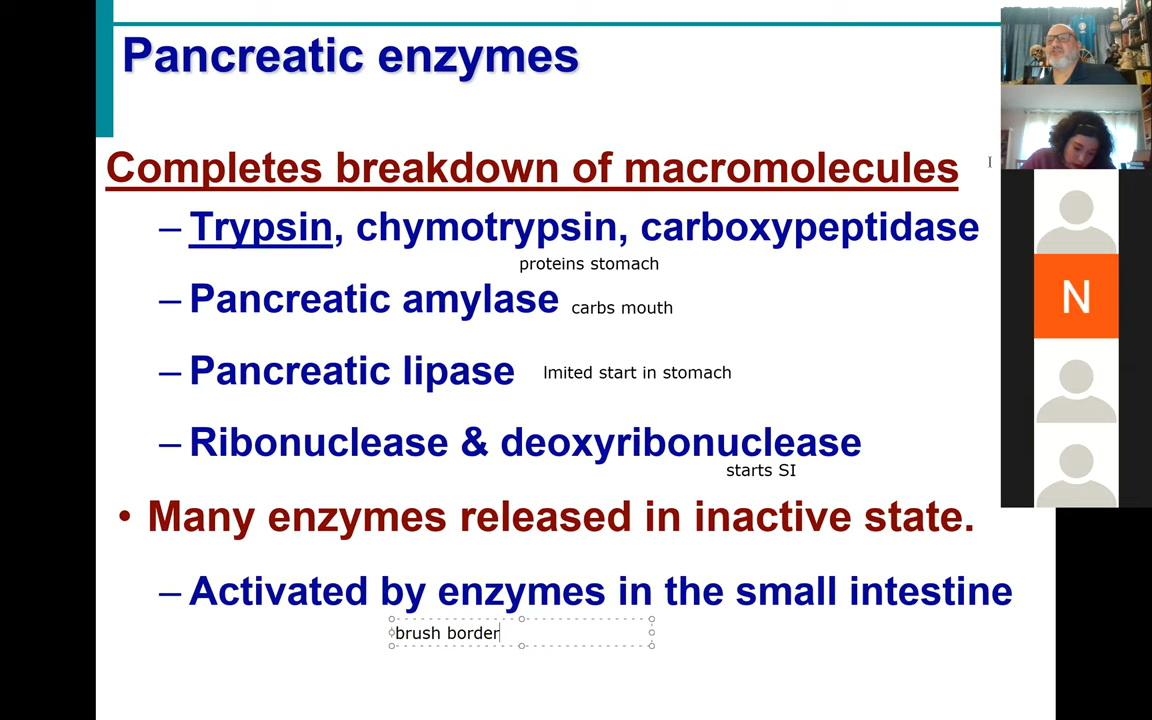 Pancreatic enzymes
Completes breakdown of macromolecules
– Trypsin, chymotrypsin, carboxypeptidase
proteins stomach
– Pancreatic amylase carbs mouth
– Pancreatic lipase lmited start in stomach
– Ribonuclease & deoxyribonuclease
starts SI
• Many enzymes released in inactive state.
– Activated by enzymes in the small intestine
brush border
N